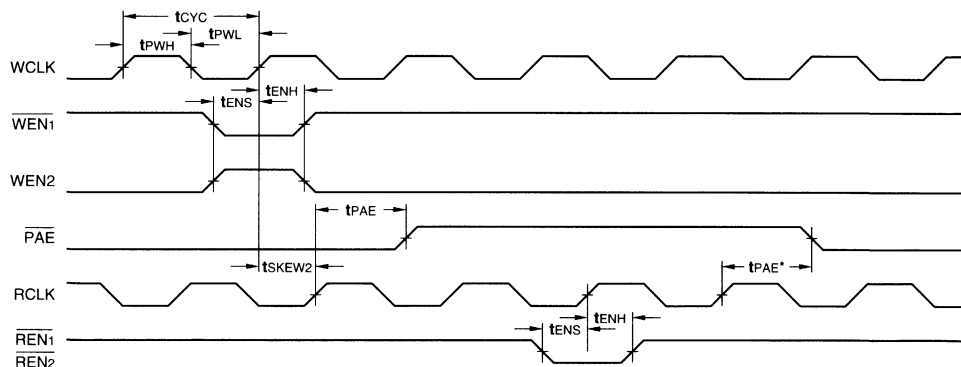 tCYC
tPWH
tPWL
WCLK
tENS
tENH
WEN1
WEN2
tPAE
PAE
tSKEW2
tPAE*
RCLK
tENS
tENH
REN1
REN2